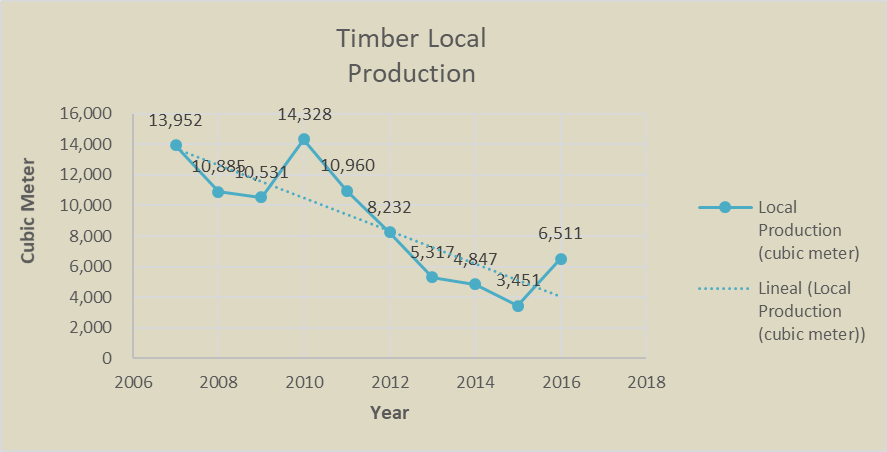 Timber Local
Production
16,000
14,000
12,000
10,000
8,000
6,000
4,000
2,000
0
Cubic Meter
13,952
10,885
10,531
14,328
10,960
8,232
5,317
4,847
3,451
6,511
2006
2008
2010
2012
2014
2016
2018
Year
Local
Production
(cubic meter)
Lineal (Local
Production
(cubic meter))